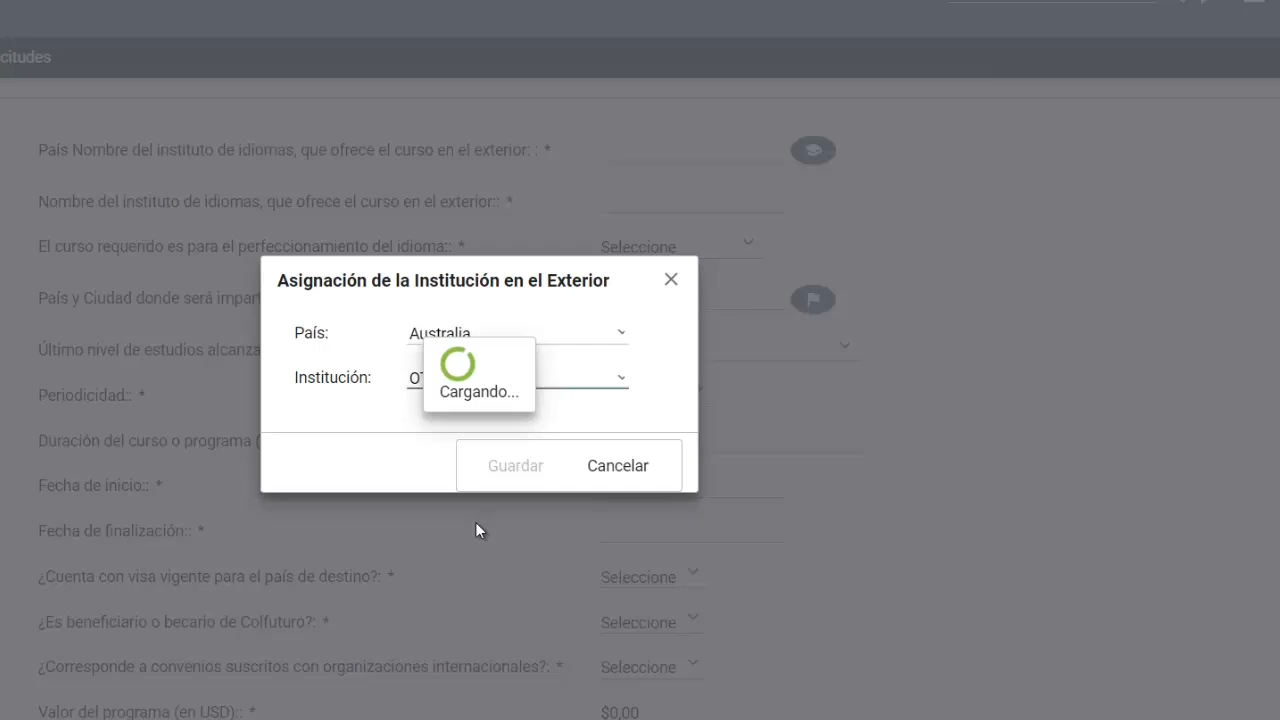 citudes
País Nombre del instituto de idiomas, que ofrece el curso en el exterior: : *
Nombre del instituto de idiomas, que ofrece el curso en el exterior:: *
El curso requerido es para el perfeccionamiento del idioma:: * Seleccione
Asignación de la Institución en el Exterior
País y Ciudad donde será impar
País: Australia
Último nivel de estudios alcanza
Institución:
Cargando...
Periodicidad:: *
Duración del curso o programa (
Guardar Cancelar
Fecha de inicio:: *
Fecha de finalización:: *
¿Cuenta con visa vigente para el país de destino?: * Seleccione
¿Es beneficiario o becario de Colfuturo?: * Seleccione
¿Corresponde a convenios suscritos con organizaciones internacionales?: * Seleccione
Valor del programa (en USD):: * $0,00